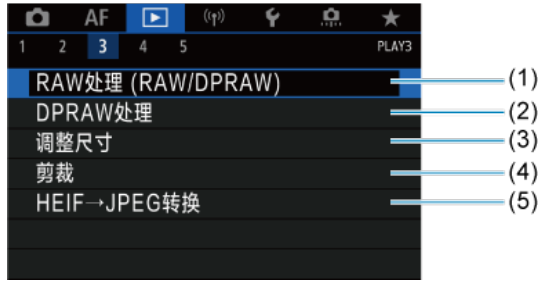 AF
1 2 3 4 5 PLAY3
RAW处理 (RAW/DPRAW) (1)
DPRAW处理 (2)
调整尺寸 (3)
剪裁 (4)
HEIF→JPEG转换 (5)